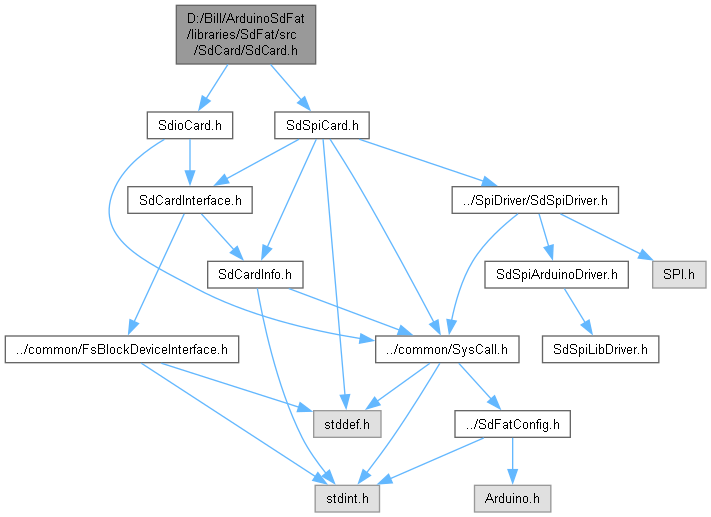 D:/Bill/ArduinoSdFat
/libraries/SdFat/src
/SdCard/SdCard.h
SdioCard.h
SdSpiCard.h
SdCardInterface.h
../SpiDriver/SdSpiDriver.h
SdCardInfo.h
SdSpiArduinoDriver.h
SPI.h
../common/FsBlockDeviceInterface.h
../common/SysCall.h
SdSpiLibDriver.h
stddef.h
../SdFatConfig.h
stdint.h
Arduino.h